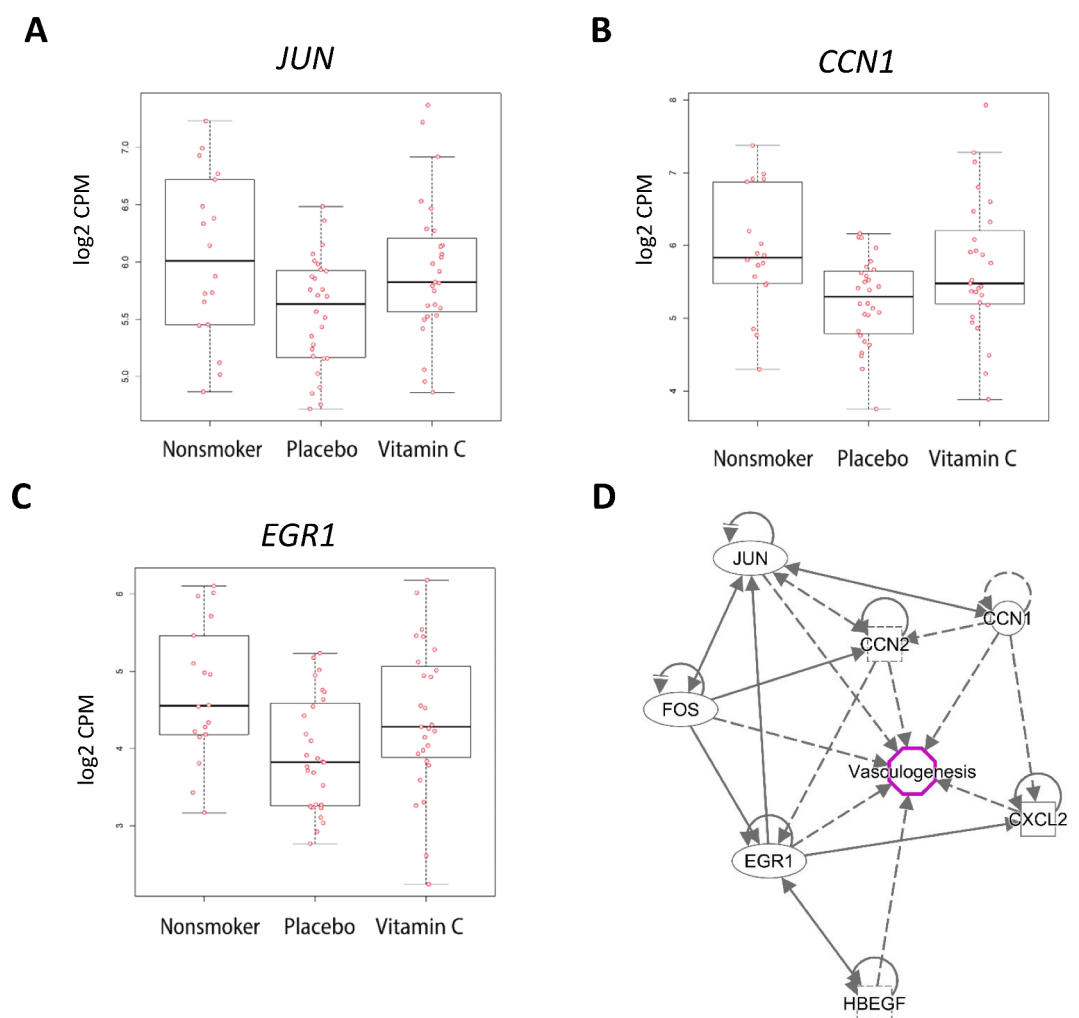 A
JUN
log2 CPM
7.0
6.5
6.0
5.5
5.0
Nonsmoker Placebo Vitamin C
B
CCN1
log2 CPM
8
7
6
5
4
Nonsmoker Placebo Vitamin C
C
EGR1
log2 CPM
6
5
4
3
Nonsmoker Placebo Vitamin C
D
JUN
CCN1
CCN2
FOS
Vasculogenesis
CXCL2
EGR1
HBEGF